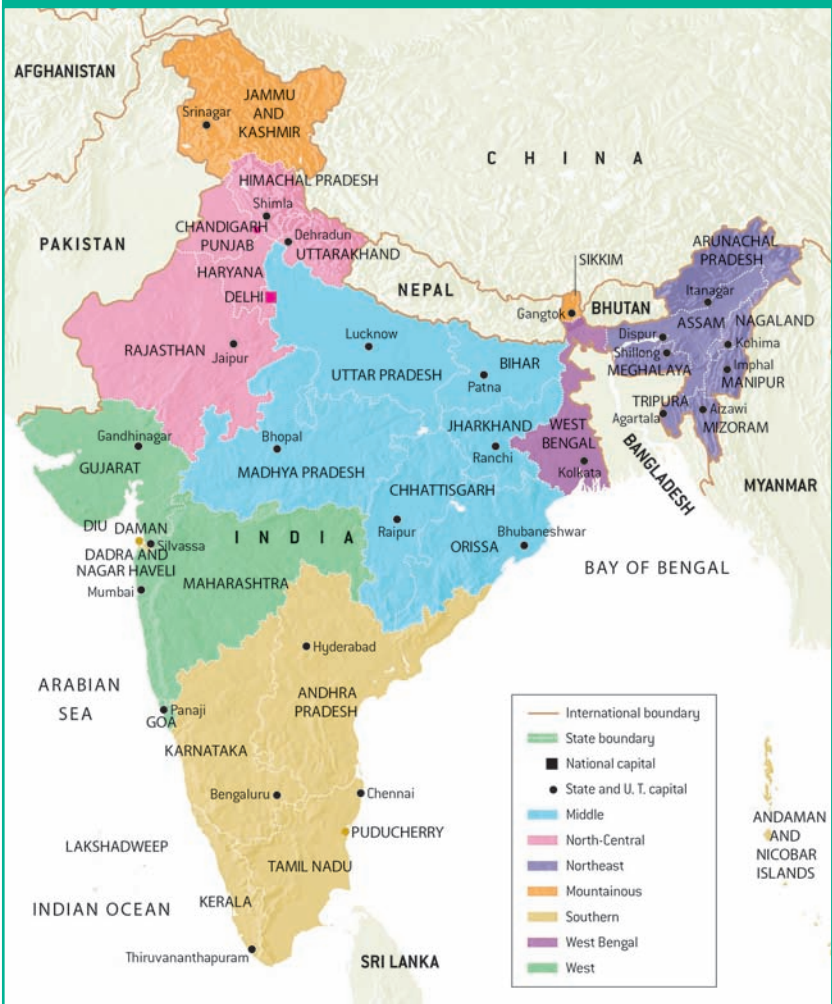 AFGHANISTAN
JAMMU
AND
KASHMIR
Srinagar
CHINA
HIMACHAL PRADESH
Shimla
CHANDIGARH
PUNJAB
Dehradun
UTTARAKHAND
PAKISTAN
HARYANA
DELHI
NEPAL
SIKKIM
Gangtok
BHUTAN
ARUNACHAL
PRADESH
Itanagar
ASSAM
NAGALAND
Dispur
Kohima
Shillong
MEGHALAYA
Imphal
MANIPUR
RAJASTHAN
Jaipur
Lucknow
UTTAR PRADESH
BIHAR
Patna
TRIPURA
Agartala
Aizawi
MIZORAM
Gandhinagar
GUJARAT
Bhopal
MADHYA PRADESH
JHARKHAND
Ranchi
WEST
BENGAL
Kolkata
BANGLADESH
MYANMAR
CHHATTISGARH
Raipur
DIU
DAMAN
Silvassa
DADRA AND
NAGAR HAVELI
INDIA
Bhubaneshwar
ORISSA
BAY OF BENGAL
MAHARASHTRA
Mumbai
Hyderabad
ARABIAN
SEA
ANDHRA
PRADESH
Panaji
GOA
KARNATAKA
Bengaluru
Chennai
PUDUCHERRY
LAKSHADWEEP
TAMIL NADU
KERALA
INDIAN OCEAN
Thiruvananthapuram
SRI LANKA
ANDAMAN
AND
NICOBAR
ISLANDS
International boundary
State boundary
National capital
State and U. T. capital
Middle
North-Central
Northeast
Mountainous
Southern
West Bengal
West